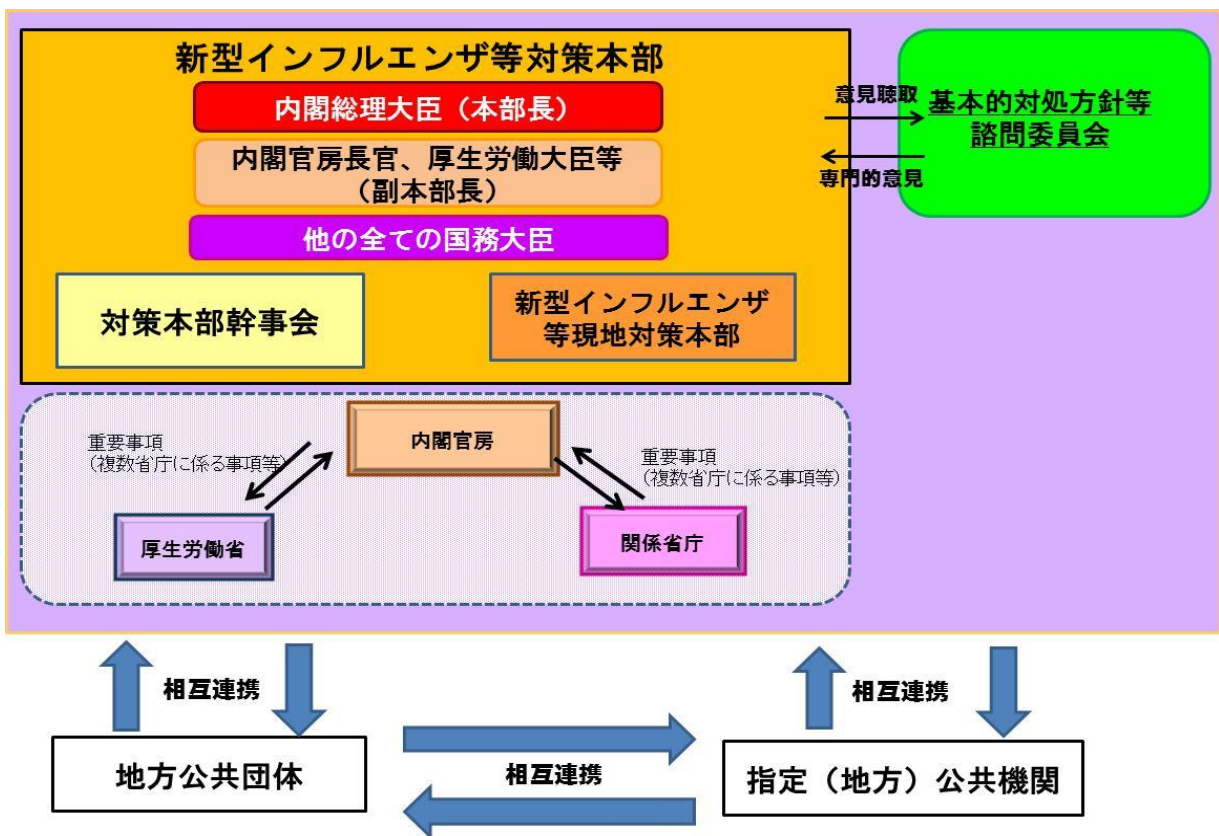 新型インフルエンザ等対策本部
内閣総理大臣（本部長）
内閣官房長官、厚生労働大臣等
（副本部長）
他の全ての国務大臣
対策本部幹事会
新型インフルエンザ
等現地対策本部
意見聴取
専門的意見
基本的対処方針等
諮問委員会
内閣官房
重要事項
（複数省庁に係る事項等）
重要事項
（複数省庁に係る事項等）
厚生労働省
関係省庁
相互連携
相互連携
地方公共団体
相互連携
指定（地方）公共機関